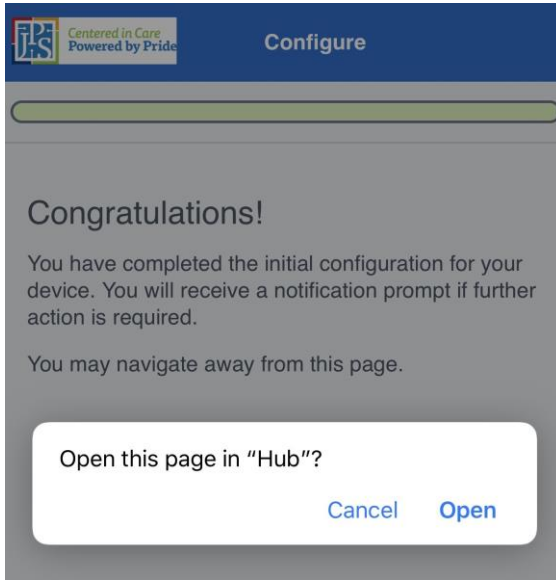 JPS
Centered in Care
Powered by Pride
Configure
Congratulations!
You have completed the initial configuration for your
device. You will receive a notification prompt if further
action is required.
You may navigate away from this page.
Open this page in “Hub”?
Cancel Open